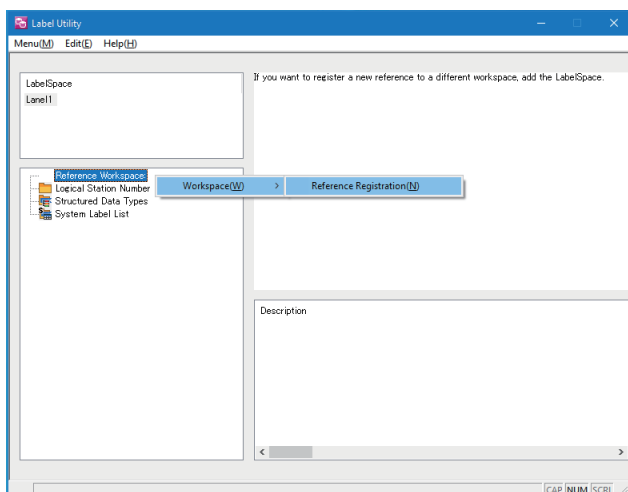 Label Utility
Menu(M) Edit(E) Help(H)
LabelSpace
Lanel1
If you want to register a new reference to a different workspace, add the LabelSpace.
Reference Workspace
Logical Station Number
Structured Data Types
System Label List
Workspace(W) > Reference Registration(N)
Description
CAP NUM SCRL